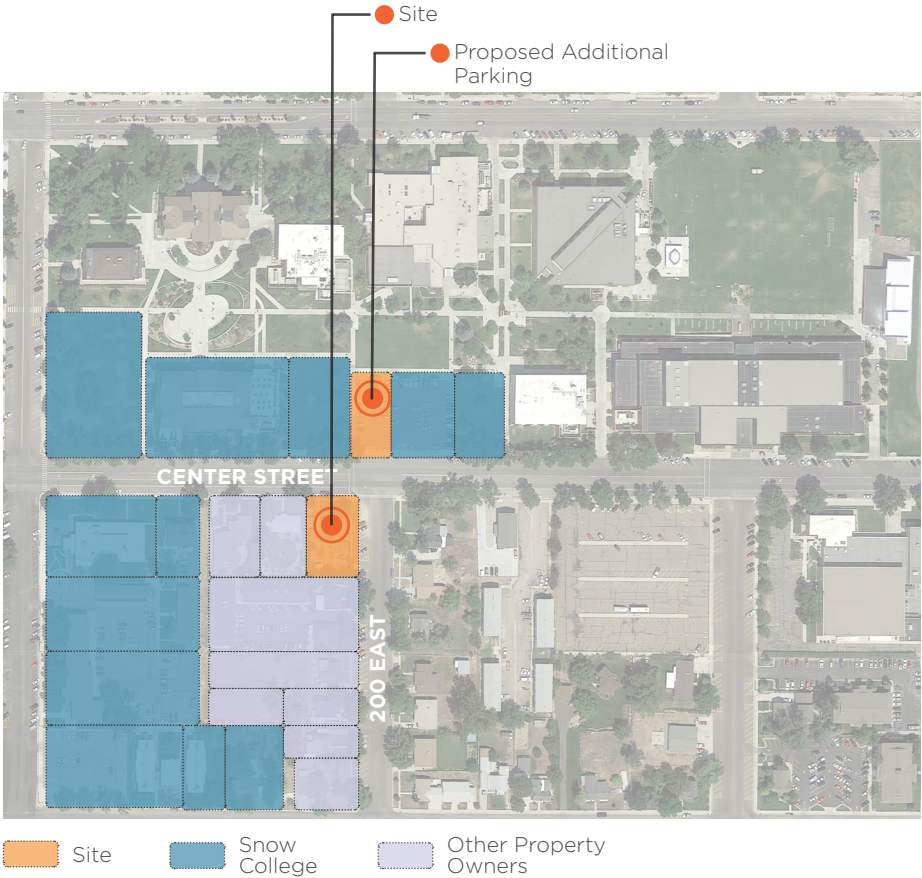 Site
Proposed Additional
Parking
CENTER STREET
200 EAST
Site
Snow
College
Other Property
Owners